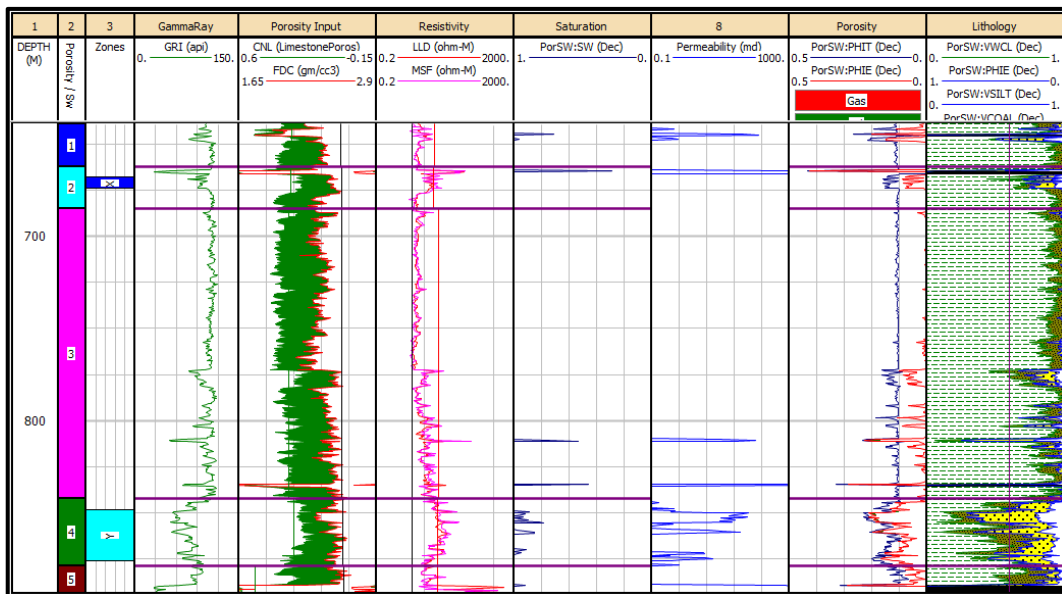 1 2 3 GammaRay Porosity Input Resistivity Saturation 8 Porosity Lithology
DEPTH (M)
Porosity / Sw
Zones
GRI (api)
0. 150.
CNL (LimestonePoros)
0.6 -0.15
FDC (gm/cc3)
1.65 2.9
LLD (ohm-M)
0.2 2000.
MSF (ohm-M)
0.2 2000.
PorSW:SW (Dec)
1. 0.
Permeability (md)
0.1 1000.
PorSW:PHIT (Dec)
0.5 0.
PorSW:PHIE (Dec)
0.5 0.
Gas
PorSW:VWCL (Dec)
0. 1.
PorSW:PHIE (Dec)
1. 0.
PorSW:VSILT (Dec)
0. 1.
PorSW:VCOAL (Dec)
1
2
X
700
3
800
4
Y
5